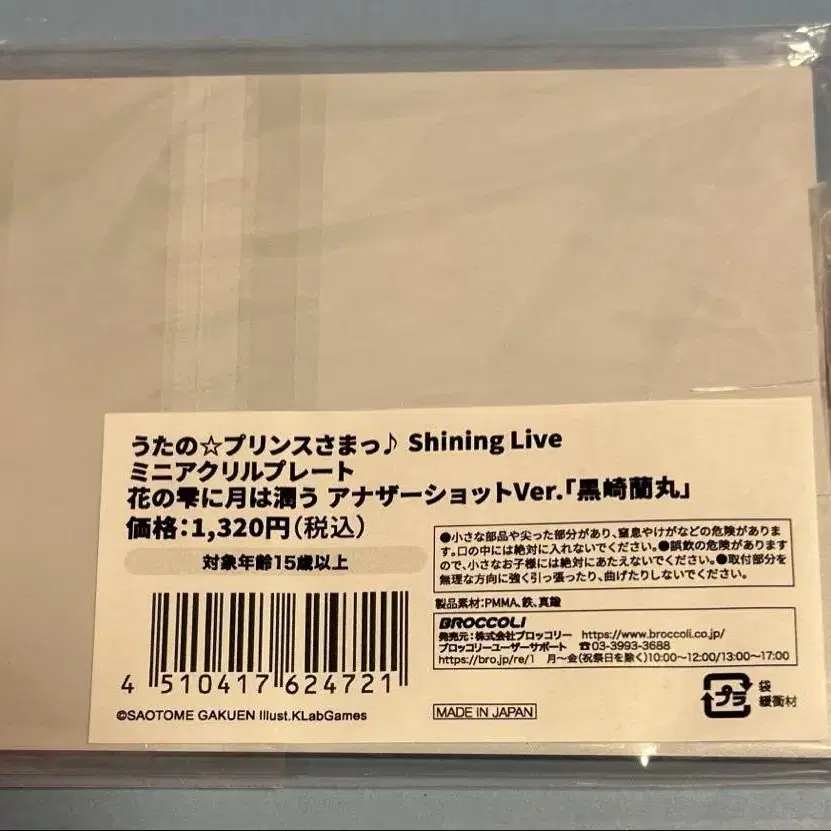 うたの☆プリンスさまっ♪ Shining Live
ミニアクリルプレート
花の雫に月は潤う アナザーショットVer.「黒崎蘭丸」
価格:1,320円(税込)
対象年齢15歳以上
●小さな部品や尖った部分があり、窒息やけがなどの危険がありま
す。口の中には絶対に入れないでください。●誤飲の危険があります
ので、小さなお子様には絶対にあたえないでください。●取付部分を
無理な方向に強く引っ張ったり、曲げたりしないでください。
製品素材:PMMA、鉄、真鍮
BROCCOLI
発売元:株式会社ブロッコリー https://www.broccoli.co.jp/
ブロッコリーユーザーサポート ☎03-3993-3688
https://bro.jp/re/1 月〜金(祝祭日を除く)10:00〜12:00/13:00〜17:00
4 510417 624721
©SAOTOME GAKUEN Illust.KLabGames
MADE IN JAPAN
プラ
袋
緩衝材